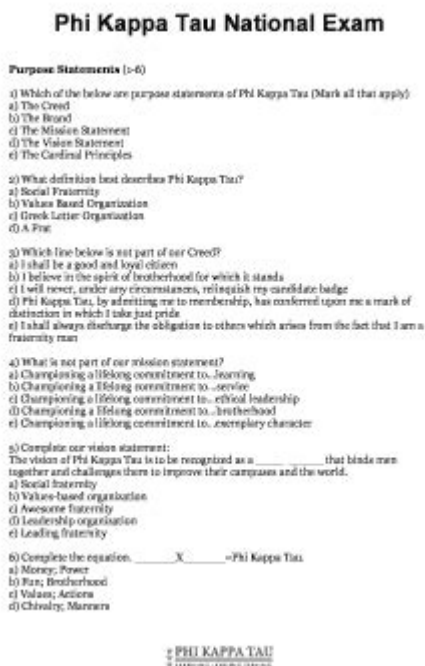 Phi Kappa Tau National Exam
Purpose Statements (1-6)
1) Which of the below are purpose statements of Phi Kappa Tau (Mark all that apply)
a) The Creed
b) The Brand
c) The Mission Statement
d) The Vision Statement
e) The Cardinal Principles
2) What definition best describes Phi Kappa Tau?
a) Social Fraternity
b) Values Based Organization
c) Greek Letter Organization
d) A Frat
3) Which line below is not part of our Creed?
a) I shall be a good and loyal citizen
b) I believe in the spirit of brotherhood for which it stands
c) I will never, under any circumstances, relinquish my candidate badge
d) Phi Kappa Tau, by admitting me to membership, has conferred upon me a mark of
distinction in which I take just pride
e) I shall always discharge the obligation to others which arises from the fact that I am a
fraternity man
4) What is not part of our mission statement?
a) Championing a lifelong commitment to...learning
b) Championing a lifelong commitment to...service
c) Championing a lifelong commitment to...ethical leadership
d) Championing a lifelong commitment to...brotherhood
e) Championing a lifelong commitment to...exemplary character
5) Complete our vision statement:
The vision of Phi Kappa Tau is to be recognized as a ____________ that binds men
together and challenges them to improve their campuses and the world.
a) Social fraternity
b) Values-based organization
c) Awesome fraternity
d) Leadership organization
e) Leading fraternity
6) Complete the equation. _______X_______=Phi Kappa Tau
a) Money; Power
b) Fun; Brotherhood
c) Values; Actions
d) Chivalry; Manners
PHI KAPPA TAU